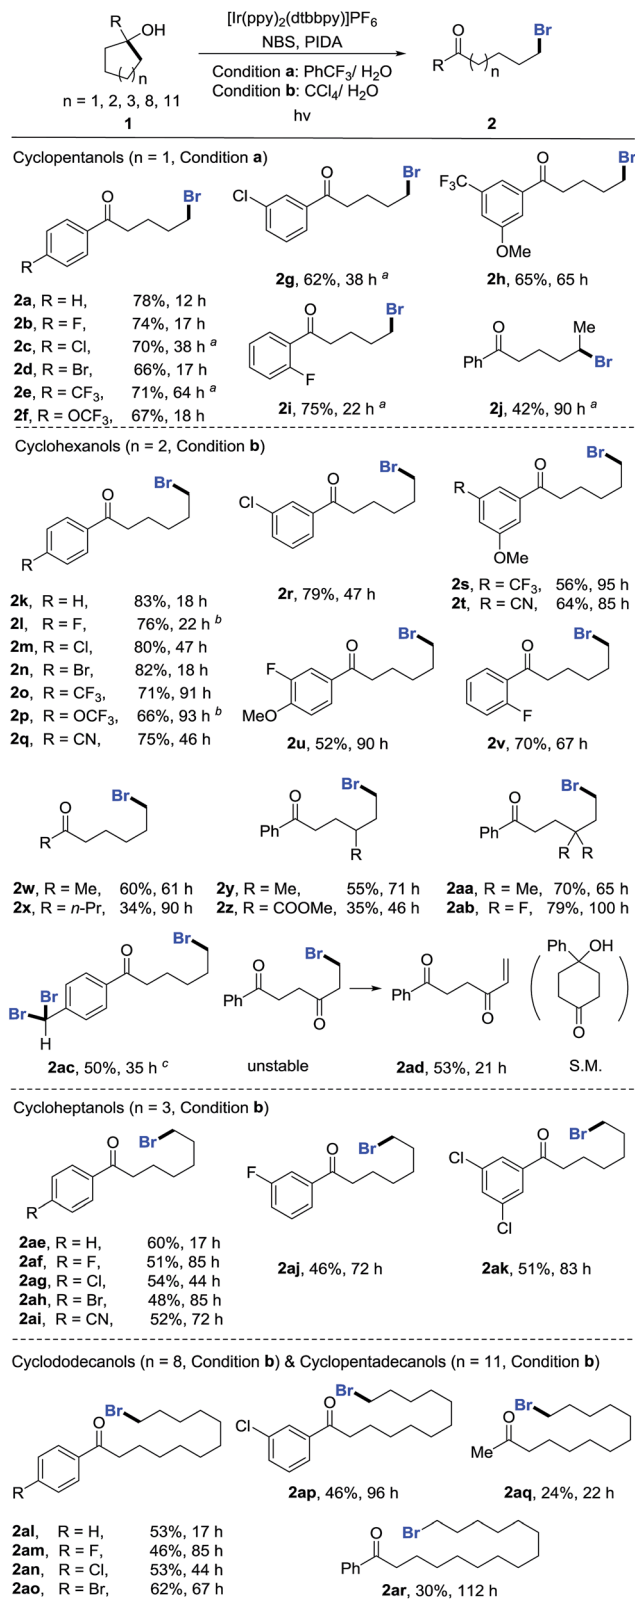 R
OH
n
n = 1, 2, 3, 8, 11
1
[Ir(ppy)2(dtbbpy)]PF6
NBS, PIDA
Condition a: PhCF3/ H2O
Condition b: CCl4/ H2O
hv
O
R
n
Br
2
Cyclopentanols (n = 1, Condition a)
O
Br
R
2a, R = H, 78%, 12 h
2b, R = F, 74%, 17 h
2c, R = Cl, 70%, 38 h a
2d, R = Br, 66%, 17 h
2e, R = CF3, 71%, 64 h a
2f, R = OCF3, 67%, 18 h
Cl
O
Br
2g, 62%, 38 h a
F3C
O
Br
OMe
2h, 65%, 65 h
O
Br
F
2i, 75%, 22 h a
O
Me
Ph
Br
2j, 42%, 90 h a
Cyclohexanols (n = 2, Condition b)
Br
O
R
2k, R = H, 83%, 18 h
2l, R = F, 76%, 22 h b
2m, R = Cl, 80%, 47 h
2n, R = Br, 82%, 18 h
2o, R = CF3, 71%, 91 h
2p, R = OCF3, 66%, 93 h b
2q, R = CN, 75%, 46 h
Br
O
Cl
2r, 79%, 47 h
Br
O
R
OMe
2s, R = CF3, 56%, 95 h
2t, R = CN, 64%, 85 h
Br
O
F
MeO
2u, 52%, 90 h
Br
O
F
2v, 70%, 67 h
Br
O
R
2w, R = Me, 60%, 61 h
2x, R = n-Pr, 34%, 90 h
Br
O
Ph
R
2y, R = Me, 55%, 71 h
2z, R = COOMe, 35%, 46 h
Br
O
Ph
R R
2aa, R = Me, 70%, 65 h
2ab, R = F, 79%, 100 h
Br
O
Br
Br
H
2ac, 50%, 35 h c
Br
O
Ph
O
unstable
O
Ph
O
2ad, 53%, 21 h
Ph OH
O
S.M.
Cycloheptanols (n = 3, Condition b)
Br
O
R
2ae, R = H, 60%, 17 h
2af, R = F, 51%, 85 h
2ag, R = Cl, 54%, 44 h
2ah, R = Br, 48%, 85 h
2ai, R = CN, 52%, 72 h
Br
O
F
2aj, 46%, 72 h
Br
O
Cl
Cl
2ak, 51%, 83 h
Cyclododecanols (n = 8, Condition b) & Cyclopentadecanols (n = 11, Condition b)
Br
O
R
2al, R = H, 53%, 17 h
2am, R = F, 46%, 85 h
2an, R = Cl, 53%, 44 h
2ao, R = Br, 62%, 67 h
Br
O
Cl
2ap, 46%, 96 h
Br
O
Me
2aq, 24%, 22 h
Br
O
Ph
2ar, 30%, 112 h